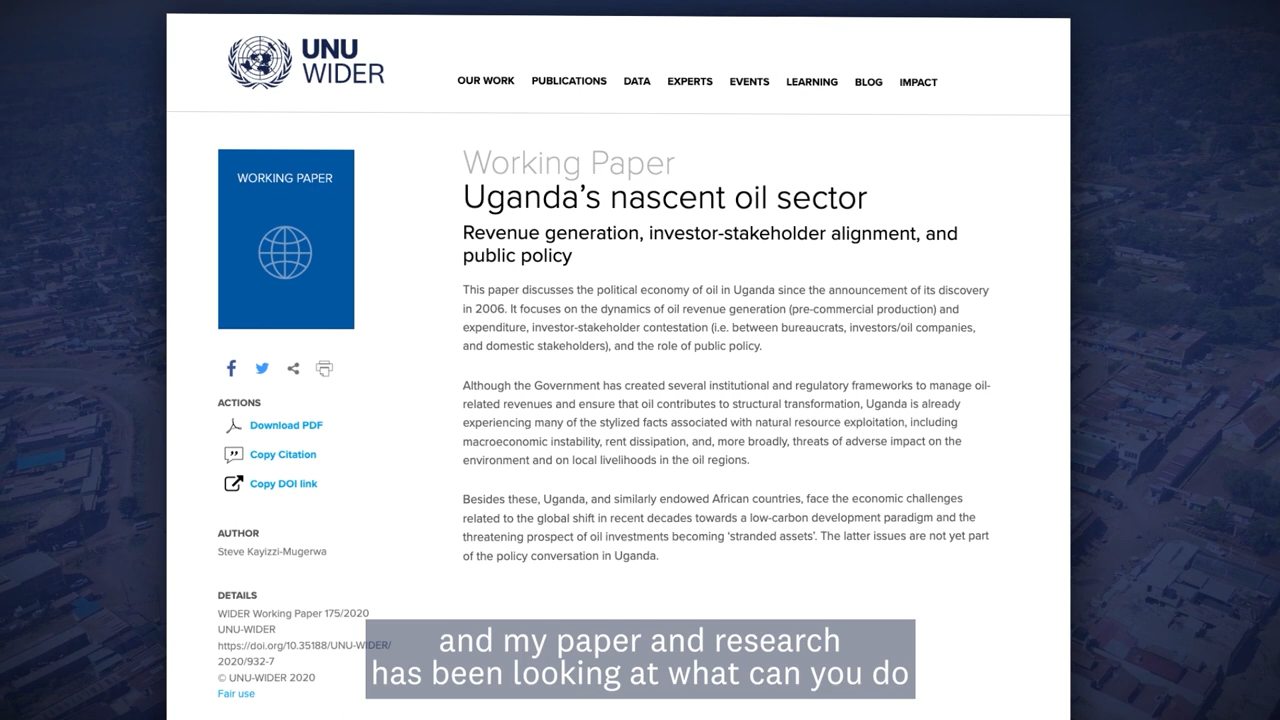 UNU
WIDER
OUR WORK PUBLICATIONS DATA EXPERTS EVENTS LEARNING BLOG IMPACT
WORKING PAPER
ACTIONS
Download PDF
Copy Citation
Copy DOI link
AUTHOR
Steve Kayizzi-Mugerwa
DETAILS
WIDER Working Paper 175/2020
UNU-WIDER
https://doi.org/10.35188/UNU-WIDER/
2020/932-7
© UNU-WIDER 2020
Fair use
Working Paper
Uganda’s nascent oil sector
Revenue generation, investor-stakeholder alignment, and
public policy
This paper discusses the political economy of oil in Uganda since the announcement of its discovery
in 2006. It focuses on the dynamics of oil revenue generation (pre-commercial production) and
expenditure, investor-stakeholder contestation (i.e. between bureaucrats, investors/oil companies,
and domestic stakeholders), and the role of public policy.
Although the Government has created several institutional and regulatory frameworks to manage oil-
related revenues and ensure that oil contributes to structural transformation, Uganda is already
experiencing many of the stylized facts associated with natural resource exploitation, including
macroeconomic instability, rent dissipation, and, more broadly, threats of adverse impact on the
environment and on local livelihoods in the oil regions.
Besides these, Uganda, and similarly endowed African countries, face the economic challenges
related to the global shift in recent decades towards a low-carbon development paradigm and the
threatening prospect of oil investments becoming ‘stranded assets’. The latter issues are not yet part
of the policy conversation in Uganda.
and my paper and research
has been looking at what can you do